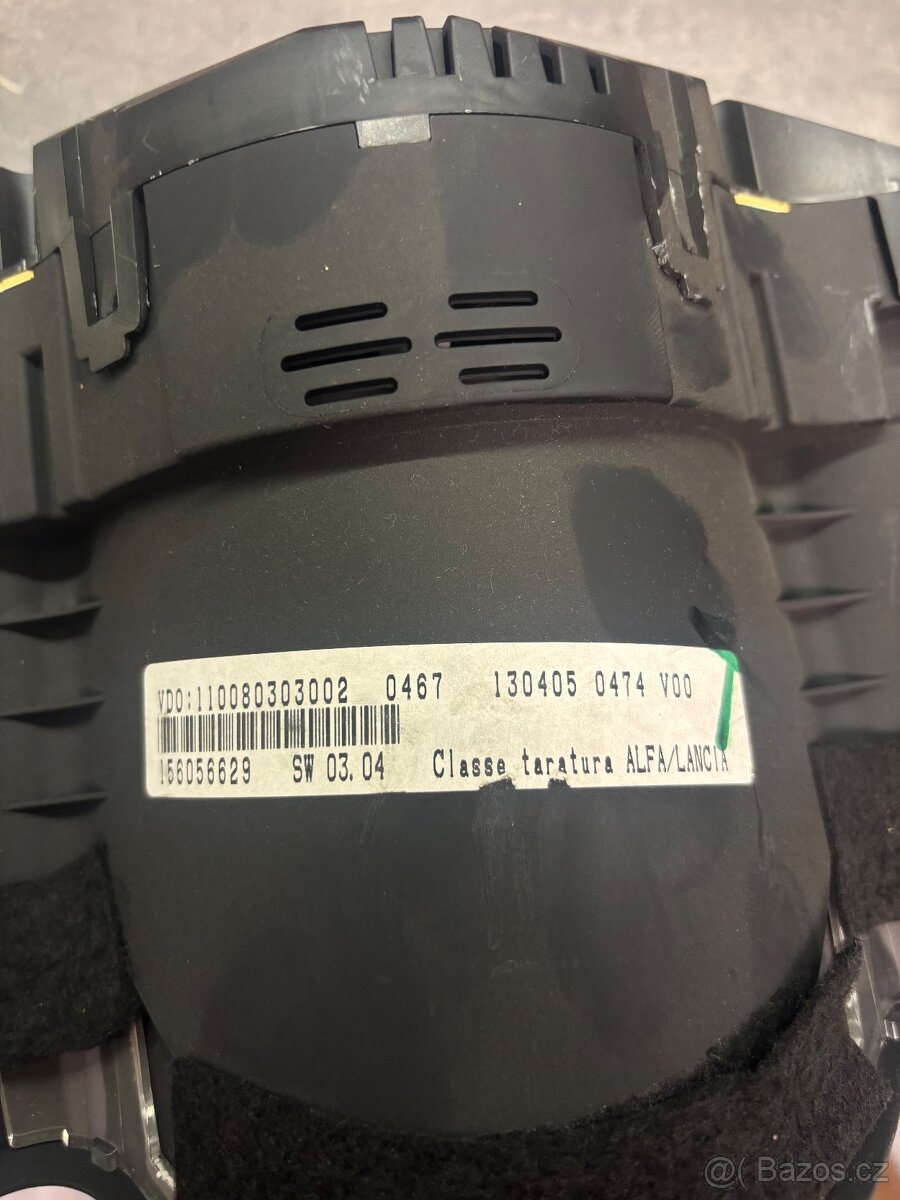 VDO:110080303002 0467 130405 0474 V00
156056629 SW 03.04 Classe taratura ALFA/LANCIA
@( Bazos.cz